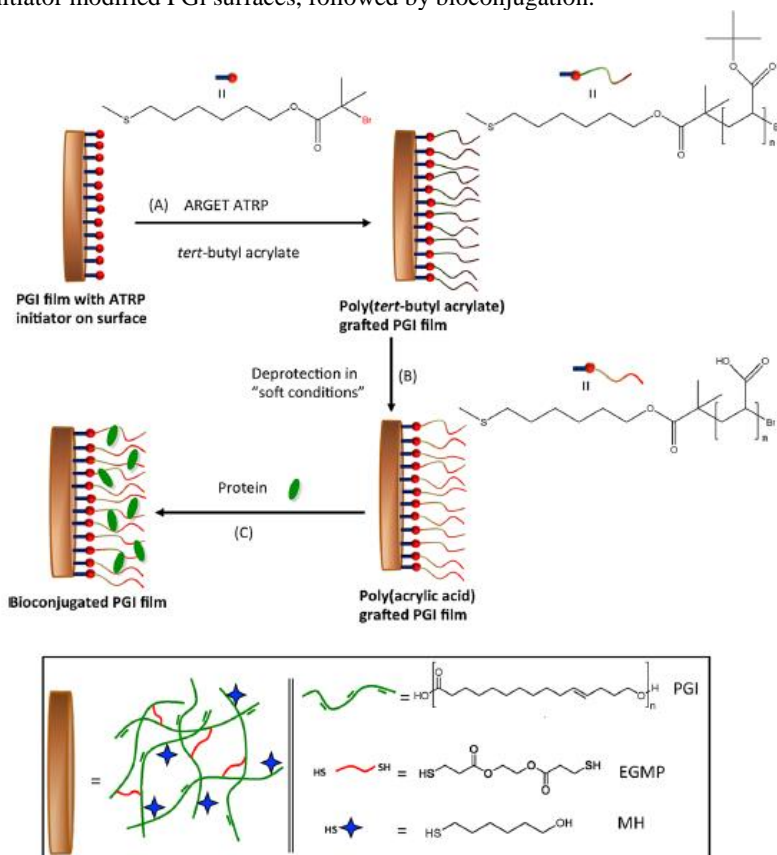 initiator modified PGI surfaces, followed by bioconjugation.
S
O
O
Br
(A) ARGET ATRP
tert-butyl acrylate
PGI film with ATRP
initiator on surface
O
O
S
O
O
n
Poly(tert-butyl acrylate)
grafted PGI film
Deprotection in
"soft conditions"
(B)
HO
O
S
O
O
Br
n
Protein
(C)
Bioconjugated PGI film
Poly(acrylic acid)
grafted PGI film
=
=
HO
O
O
H
n
PGI
HS
SH
=
HS
O
O
O
O
SH
EGMP
HS
=
HS
OH
MH